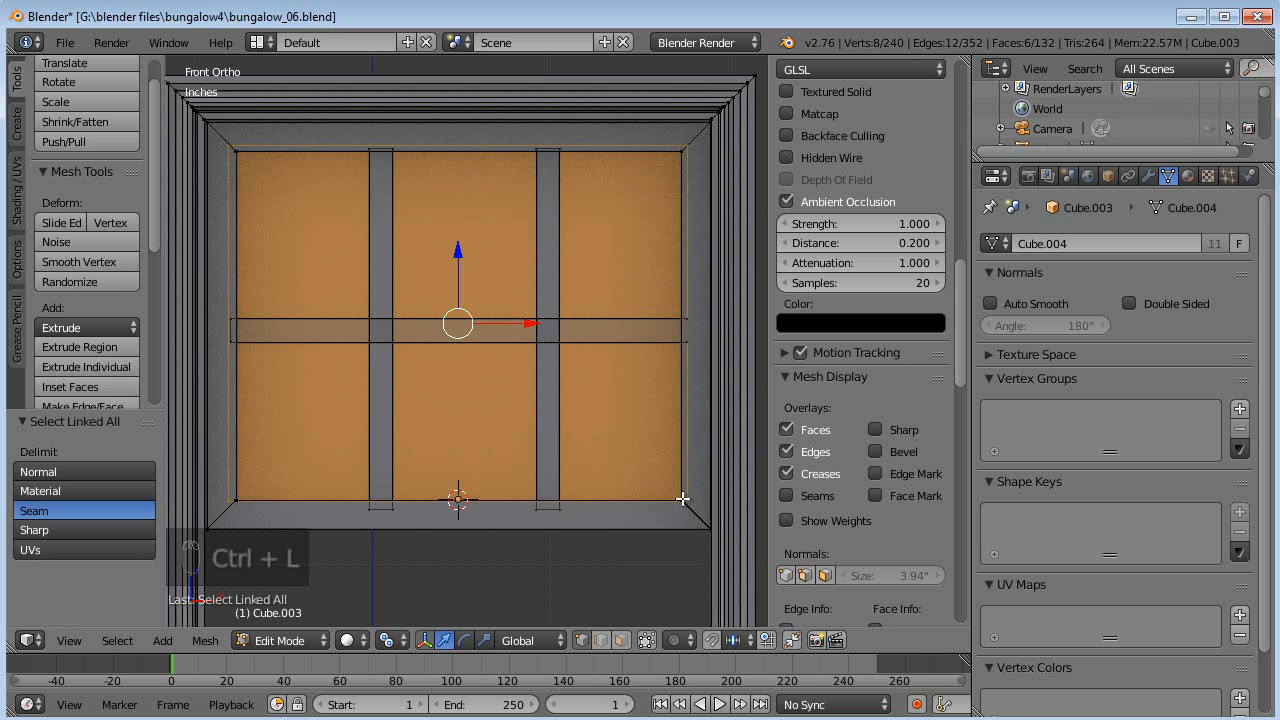 Blender* [G:\blender files\bungalow4\bungalow_06.blend]
File Render Window Help Default Scene Blender Render v2.76 | Verts:8/240 | Edges:12/352 | Faces:6/132 | Tris:264 | Mem:22.57M | Cube.003
Tools
Create
Shading/UVs
Options
Grease Pencil
Translate
Rotate
Scale
Shrink/Fatten
Push/Pull
Mesh Tools
Deform:
Slide Ed Vertex
Noise
Smooth Vertex
Randomize
Add:
Extrude
Extrude Region
Extrude Individual
Inset Faces
Make Edge/Face
Select Linked All
Delimit
Normal
Material
Seam
Sharp
UVs
Front Ortho
Inches
Ctrl + L
Last: Select Linked All
(1) Cube.003
GLSL
Textured Solid
Matcap
Backface Culling
Hidden Wire
Depth Of Field
Ambient Occlusion
Strength: 1.000
Distance: 0.200
Attenuation: 1.000
Samples: 20
Color:
Motion Tracking
Mesh Display
Overlays:
Faces Sharp
Edges Bevel
Creases Edge Mark
Seams Face Mark
Show Weights
Normals:
Size: 3.94"
Edge Info: Face Info:
View Search All Scenes
RenderLayers
World
Camera
Cube.003 Cube.004
Cube.004 11 F
Normals
Auto Smooth Double Sided
Angle: 180°
Texture Space
Vertex Groups
Shape Keys
UV Maps
Vertex Colors
View Select Add Mesh Edit Mode Global
-40 -20 0 20 40 60 80 100 120 140 160 180 200 220 240 260
View Marker Frame Playback Start: 1 End: 250 1 No Sync